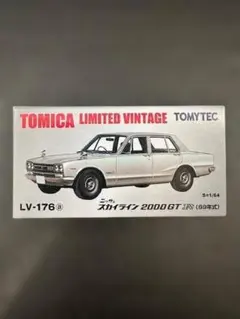 TOMICA LIMITED VINTAGE TOMYTEC
S=1/64
LV-176a
ニッサン
スカイライン 2000GT-R (69年式)